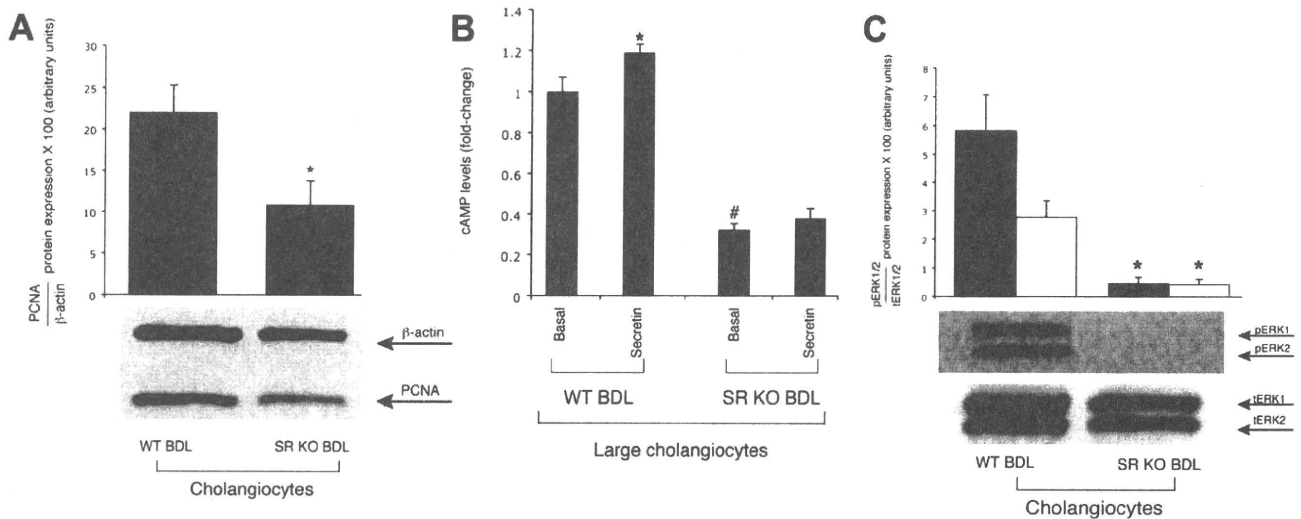 A
PCNA
β-actin
protein expression X 100 (arbitrary units)
30
25
20
15
10
5
0
*
β-actin
PCNA
WT BDL
SR KO BDL
Cholangiocytes
B
cAMP levels (fold-change)
1.4
1.2
1
0.8
0.6
0.4
0.2
0
*
#
Basal
Secretin
Basal
Secretin
WT BDL
SR KO BDL
Large cholangiocytes
C
pERK1/2
tERK1/2
protein expression X 100 (arbitrary units)
8
7
6
5
4
3
2
1
0
*
*
pERK1
pERK2
tERK1
tERK2
WT BDL
SR KO BDL
Cholangiocytes